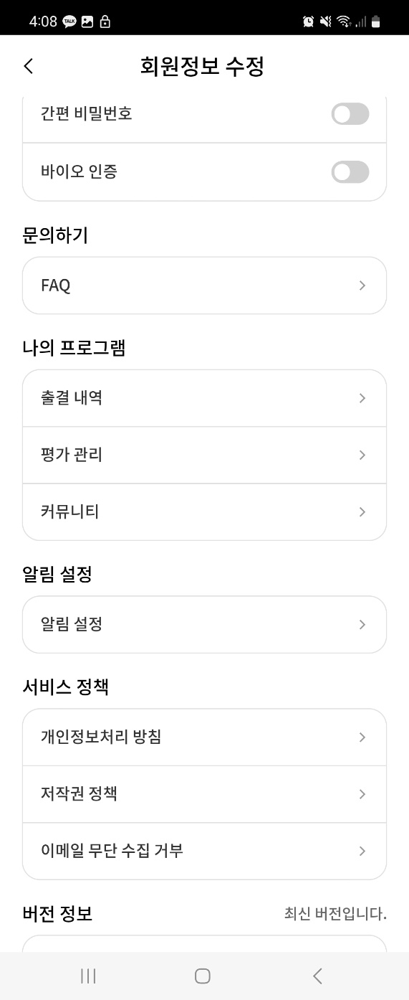 4:08 TALK
회원정보 수정
간편 비밀번호
바이오 인증
문의하기
FAQ
나의 프로그램
출결 내역
평가 관리
커뮤니티
알림 설정
알림 설정
서비스 정책
개인정보처리 방침
저작권 정책
이메일 무단 수집 거부
버전 정보 최신 버전입니다.